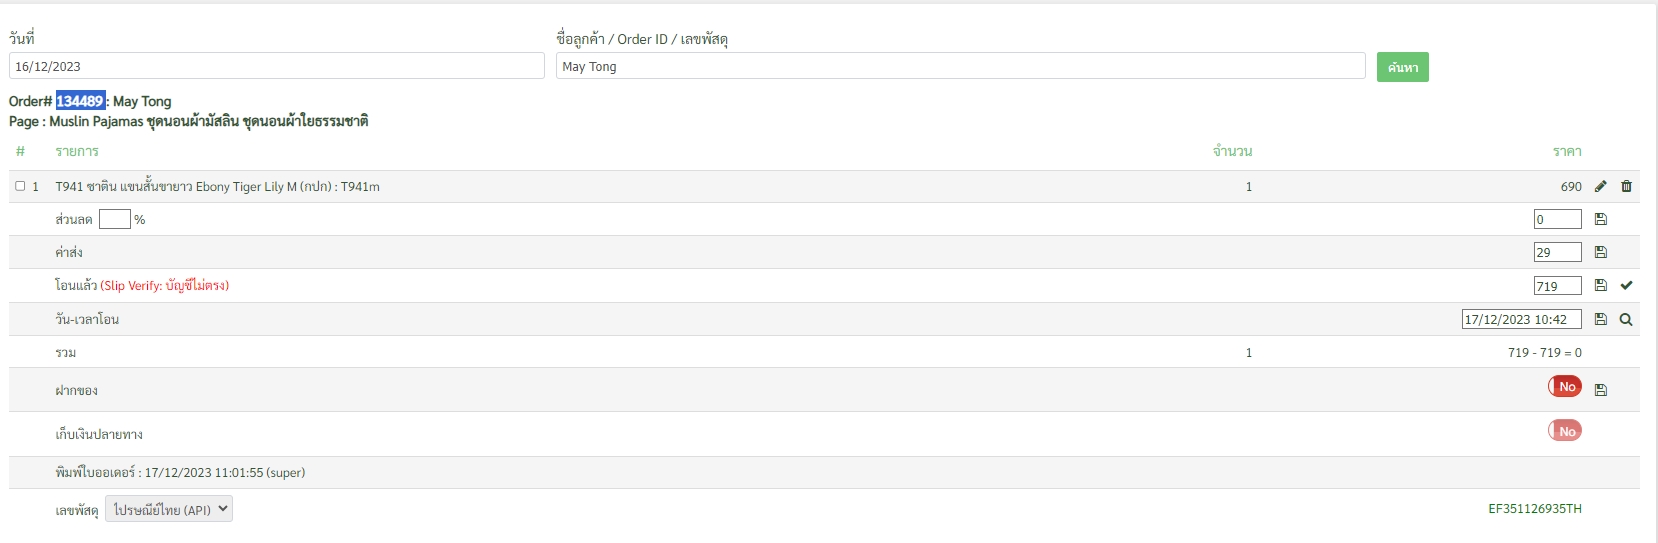 วันที่ ชื่อลูกค้า / Order ID / เลขพัสดุ
16/12/2023 May Tong ค้นหา
Order# 134489 : May Tong
Page : Muslin Pajamas ชุดนอนผ้ามัสลิน ชุดนอนผ้าใยธรรมชาติ
# รายการ จำนวน ราคา
1 T941 ซาติน แขนสั้นขายาว Ebony Tiger Lily M (กปก) : T941m 1 690
ส่วนลด % 0
ค่าส่ง 29
โอนแล้ว (Slip Verify: บัญชีไม่ตรง) 719
วัน-เวลาโอน 17/12/2023 10:42
รวม 1 719 - 719 = 0
ฝากของ No
เก็บเงินปลายทาง No
พิมพ์ใบออเดอร์ : 17/12/2023 11:01:55 (super)
เลขพัสดุ ไปรษณีย์ไทย (API) EF351126935TH